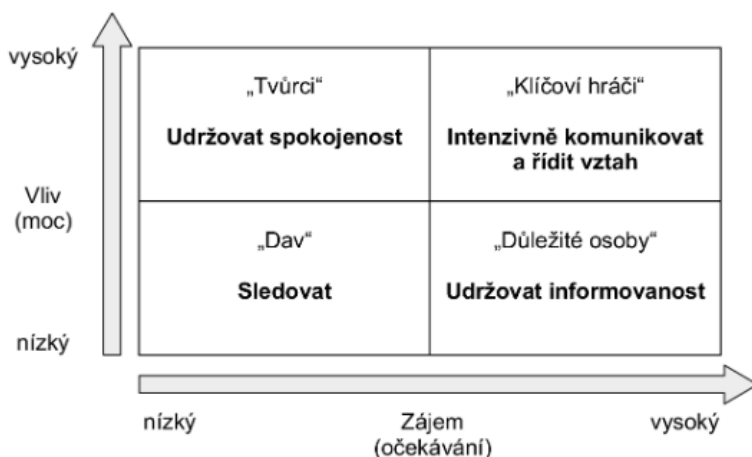 vysoký
„Tvůrci“
„Klíčoví hráči“
Udržovat spokojenost
Intenzivně komunikovat
a řídit vztah
Vliv
(moc)
„Dav“
„Důležité osoby“
Sledovat
Udržovat informovanost
nízký
nízký
Zájem
vysoký
(očekávání)